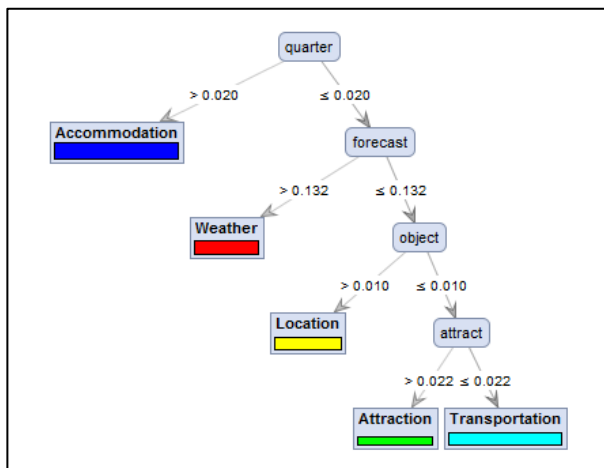 quarter
> 0.020
≤ 0.020
Accommodation
forecast
> 0.132
≤ 0.132
Weather
object
> 0.010
≤ 0.010
Location
attract
> 0.022
≤ 0.022
Attraction
Transportation